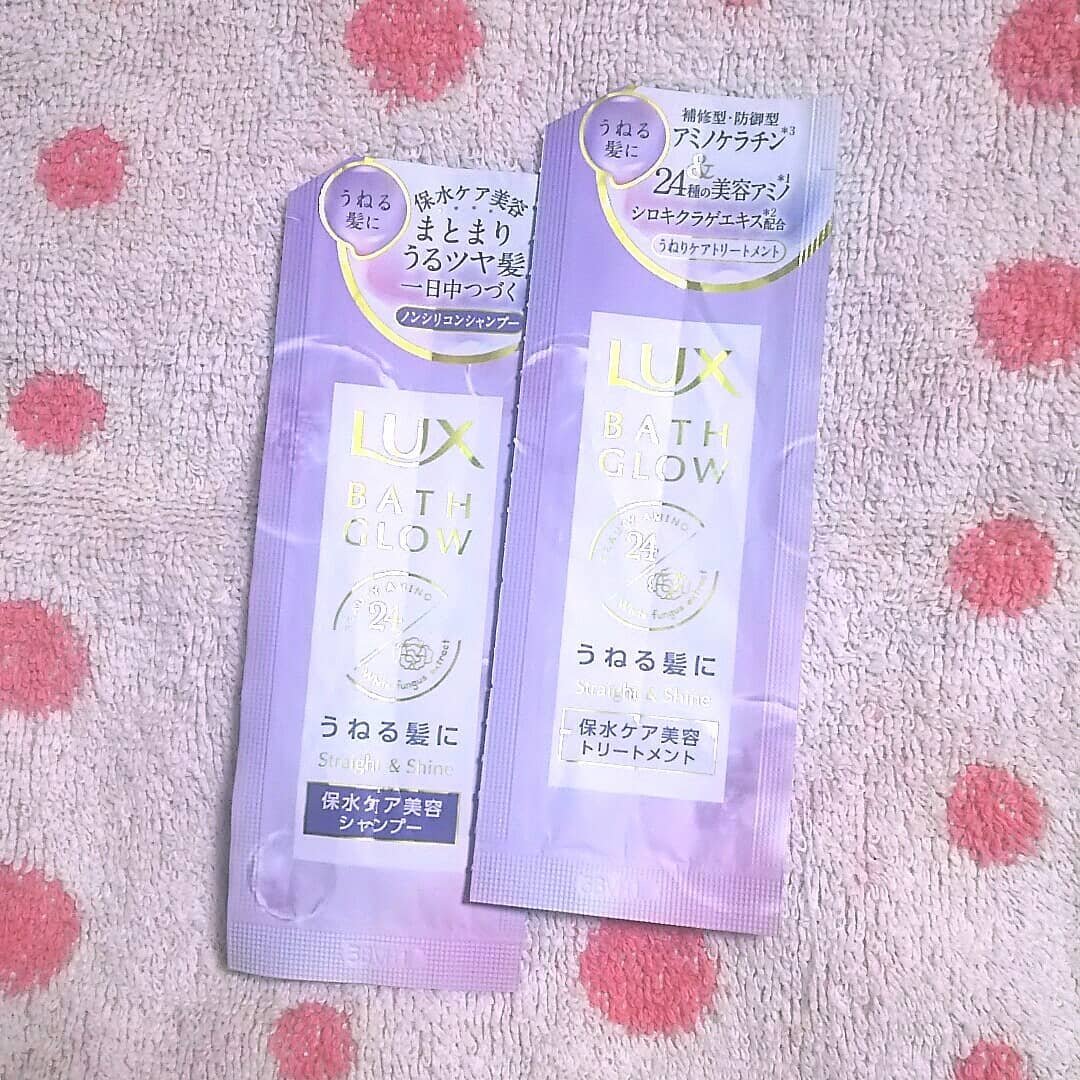 うねる
髪に
保水ケア美容
まとまり
うるツヤ髪
一日中つづく
ノンシリコンシャンプー
LUX
BATH
GLOW
24
White fungus extract
うねる髪に
Straight & Shine
保水ケア美容
シャンプー
うねる
髪に
補修型・防御型
アミノケラチン*3
&
24種の美容アミノ*1
シロキクラゲエキス*2配合
うねりケアトリートメント
LUX
BATH
GLOW
24
White fungus extract
うねる髪に
Straight & Shine
保水ケア美容
トリートメント